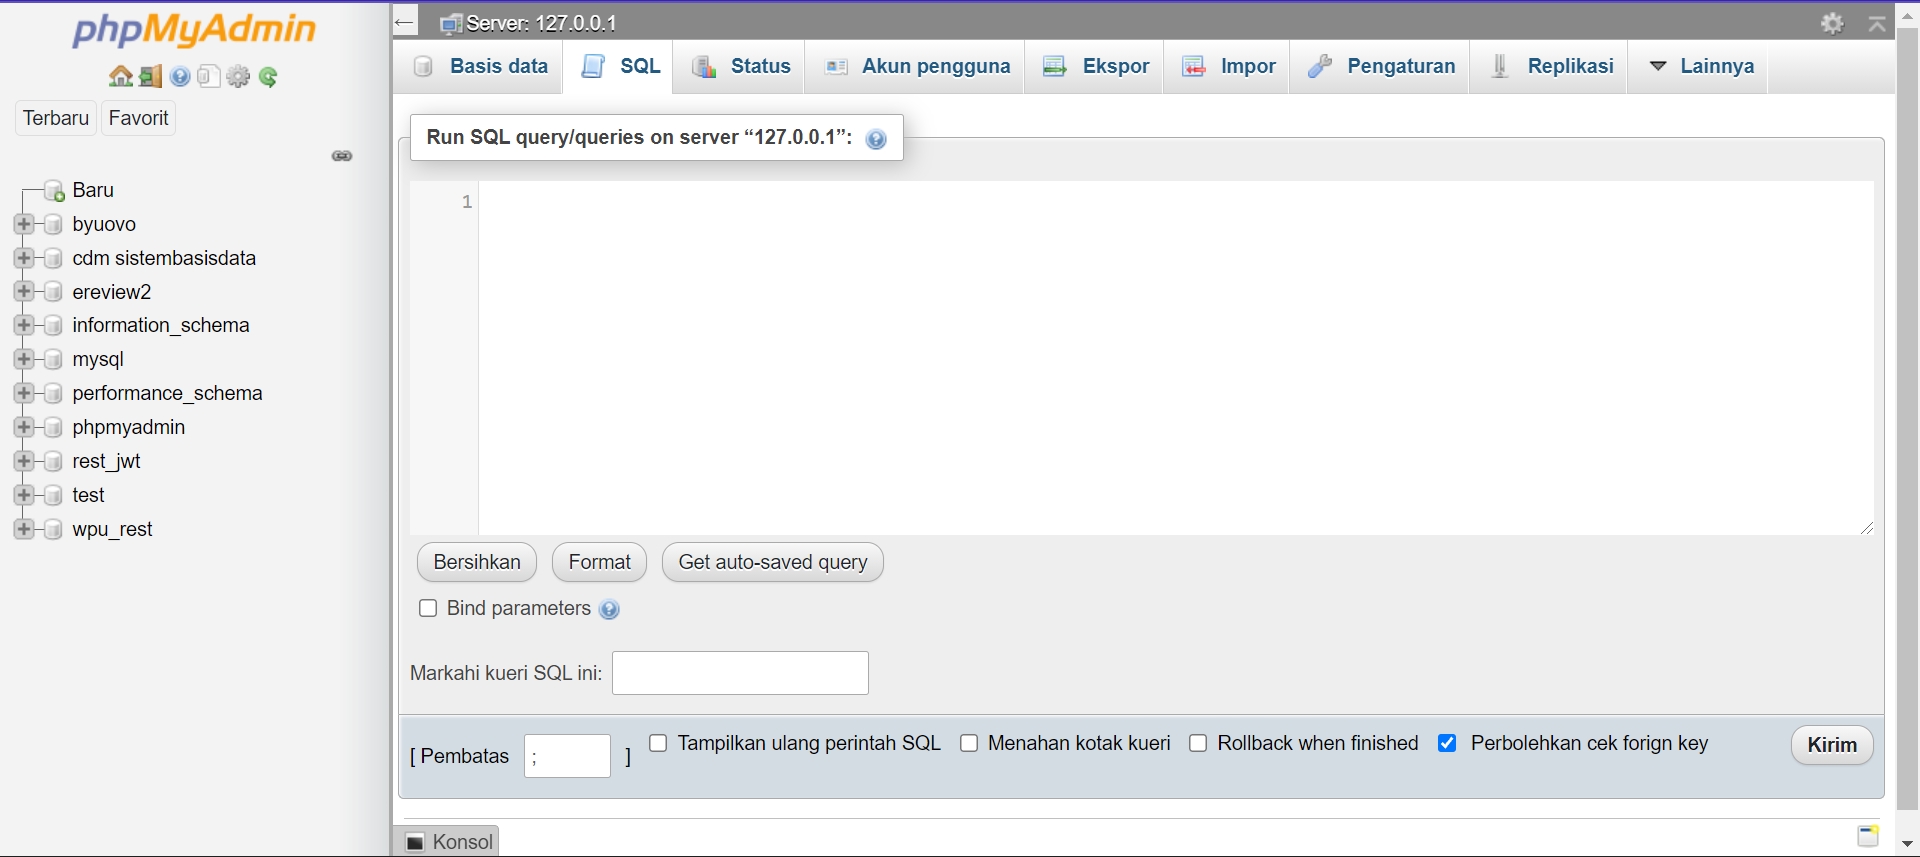 phpMyAdmin
Terbaru Favorit
Baru
byuovo
cdm sistembasisdata
ereview2
information_schema
mysql
performance_schema
phpmyadmin
rest_jwt
test
wpu_rest
Server: 127.0.0.1
Basis data SQL Status Akun pengguna Ekspor Impor Pengaturan Replikasi Lainnya
Run SQL query/queries on server “127.0.0.1”:
1
Bersihkan Format Get auto-saved query
Bind parameters
Markahi kueri SQL ini:
[ Pembatas ; ] Tampilkan ulang perintah SQL Menahan kotak kueri Rollback when finished Perbolehkan cek forign key Kirim
Konsol